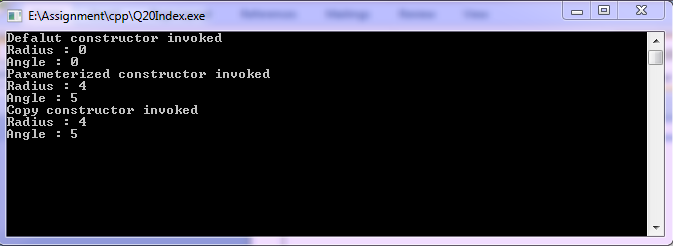 E:\Assignment\cpp\Q20Index.exe
Defalut constructor invoked
Radius : 0
Angle : 0
Parameterized constructor invoked
Radius : 4
Angle : 5
Copy constructor invoked
Radius : 4
Angle : 5